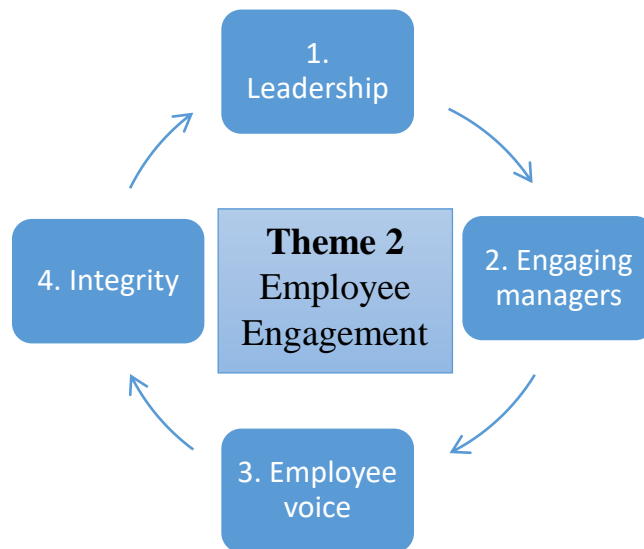 1.
Leadership
Theme 2
Employee
Engagement
2. Engaging
managers
3. Employee
voice
4. Integrity